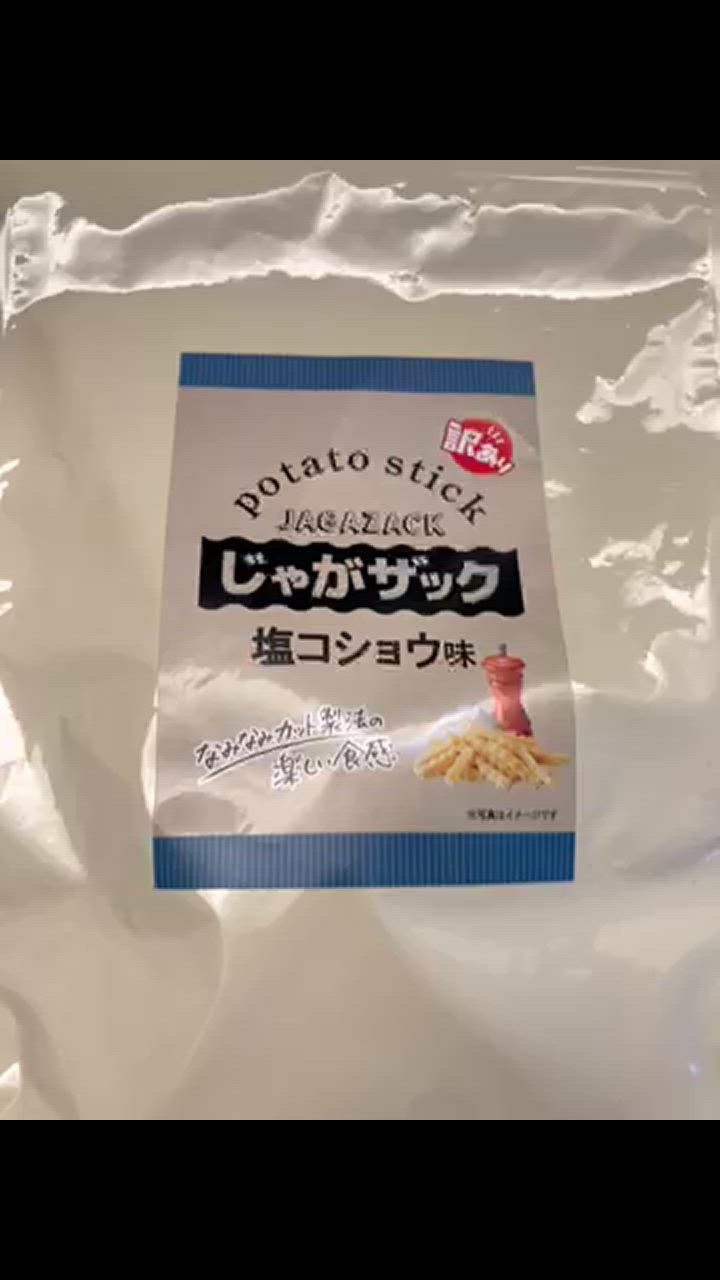 訳あり
potato stick
JAGAZACK
じゃがザック
塩コショウ味
なみなみカット製法の
楽しい食感
※写真はイメージです